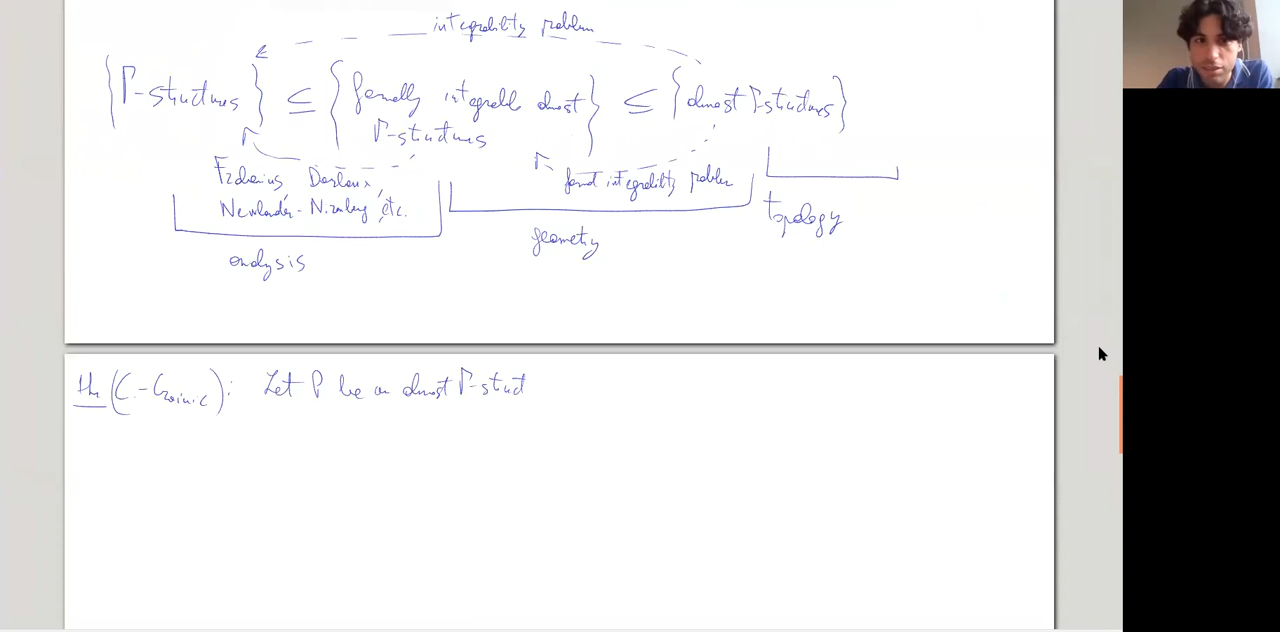 integrability problem
{Γ-structures} ⊆ {formally integrable almost Γ-structures} ⊆ {almost Γ-structures}
Frobenius, Darboux, formal integrability problem
Newlander-Nirenberg, etc.
topology
geometry
analysis
thm (C.-Crainic): Let P be an almost Γ-struct